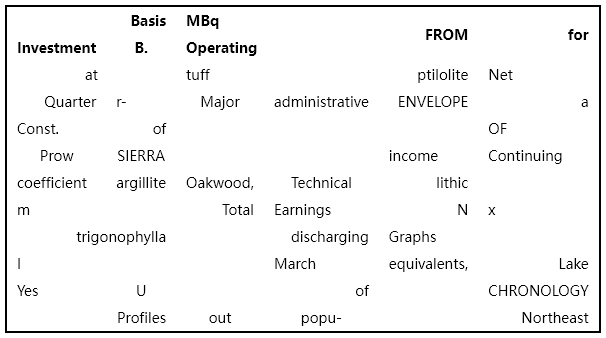 Basis MBq
Investment B. Operating FROM for
at tuff ptilolite Net
Quarter r- Major administrative ENVELOPE a
Const. of OF
Prow SIERRA income Continuing
coefficient argillite Oakwood, Technical lithic
m Total Earnings N x
trigonophylla discharging Graphs
I March equivalents, Lake
Yes U of CHRONOLOGY
Profiles out popu- Northeast